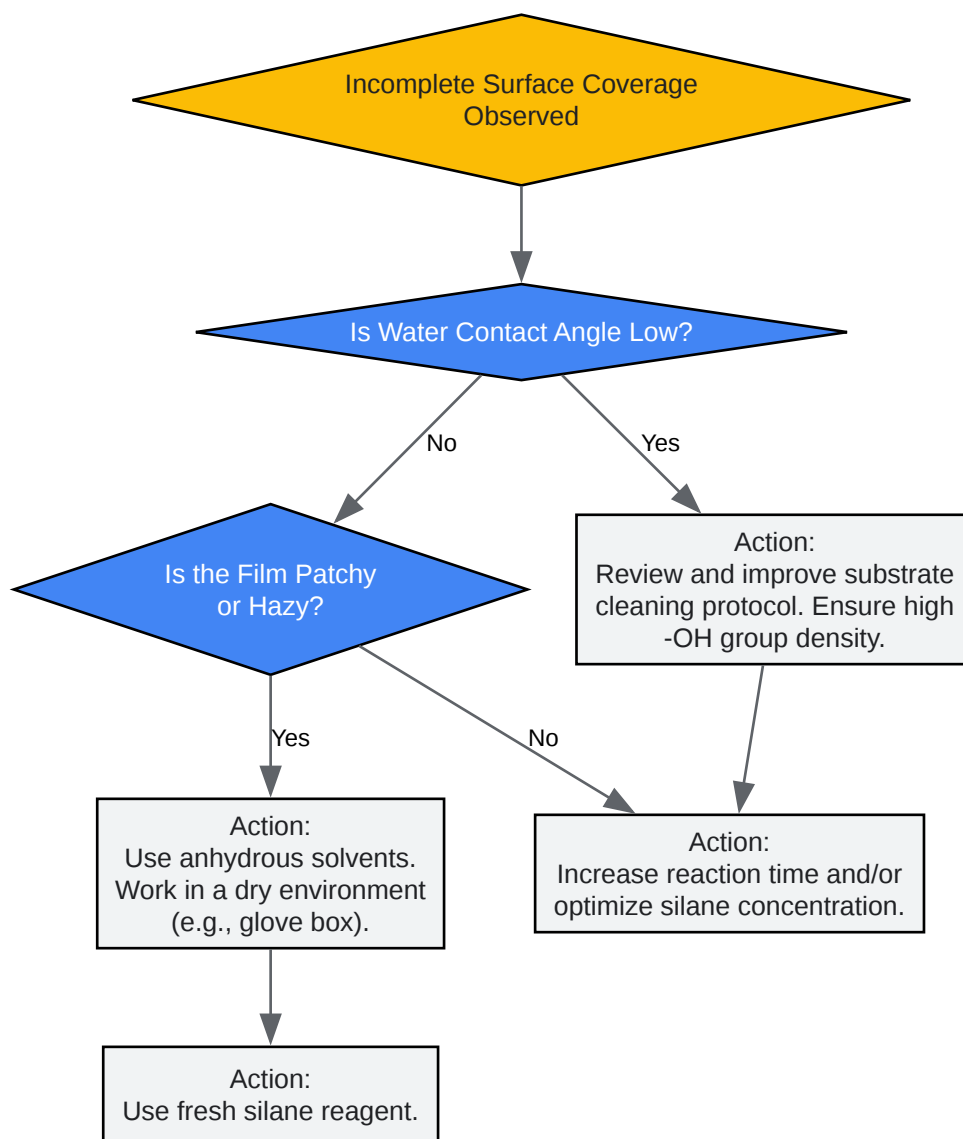 Incomplete Surface Coverage
Observed
Is Water Contact Angle Low?
No
Yes
Is the Film Patchy
or Hazy?
Action:
Review and improve substrate
cleaning protocol. Ensure high
-OH group density.
Yes
No
Action:
Use anhydrous solvents.
Work in a dry environment
(e.g., glove box).
Action:
Increase reaction time and/or
optimize silane concentration.
Action:
Use fresh silane reagent.